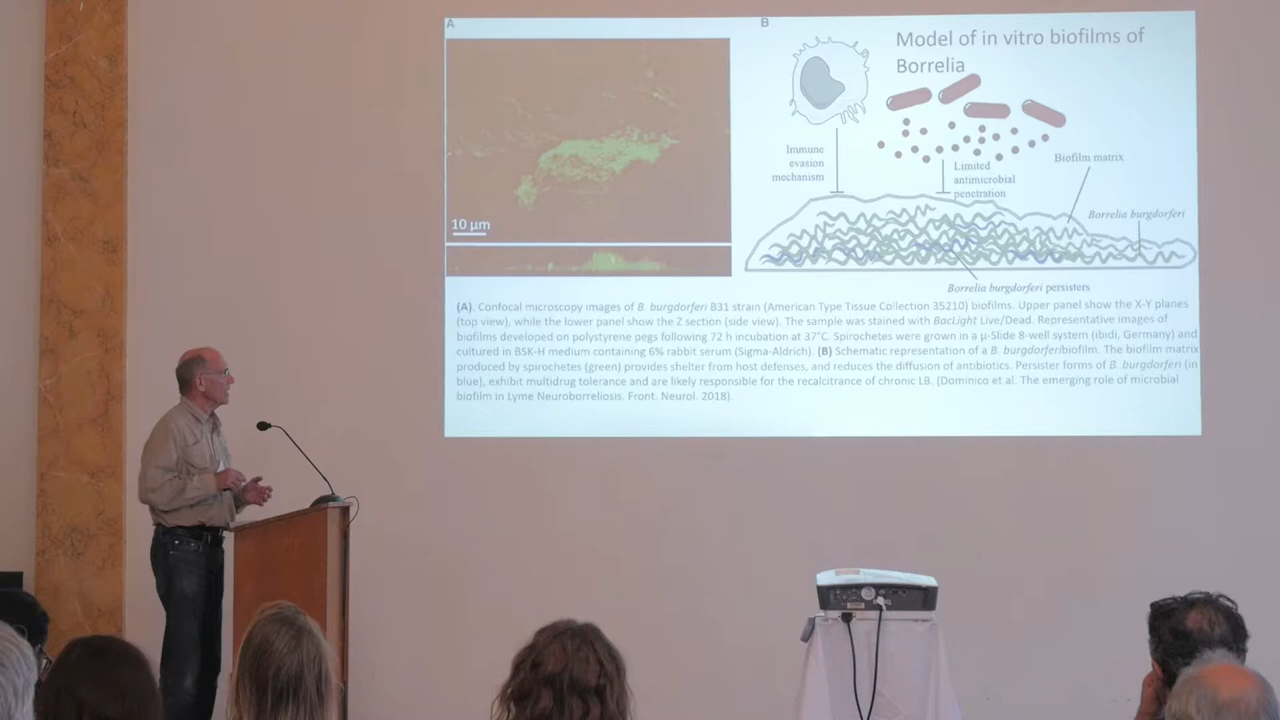 A
B
Model of in vitro biofilms of
Borrelia
Immune
evasion
mechanism
Limited
antimicrobial
penetration
Biofilm matrix
Borrelia burgdorferi
10 µm
Borrelia burgdorferi persisters
(A). Confocal microscopy images of B. burgdorferi B31 strain (American Type Tissue Collection 35210) biofilms. Upper panel show the X-Y planes
(top view), while the lower panel show the Z section (side view). The sample was stained with BacLight Live/Dead. Representative images of
biofilms developed on polystyrene pegs following 72 h incubation at 37°C. Spirochetes were grown in a µ-Slide 8-well system (ibidi, Germany) and
cultured in BSK-H medium containing 6% rabbit serum (Sigma-Aldrich). (B) Schematic representation of a B. burgdorferibiofilm. The biofilm matrix
produced by spirochetes (green) provides shelter from host defenses, and reduces the diffusion of antibiotics. Persister forms of B. burgdorferi (in
blue), exhibit multidrug tolerance and are likely responsible for the recalcitrance of chronic LB. (Dominico et al. The emerging role of microbial
biofilm in Lyme Neuroborreliosis. Front. Neurol. 2018).